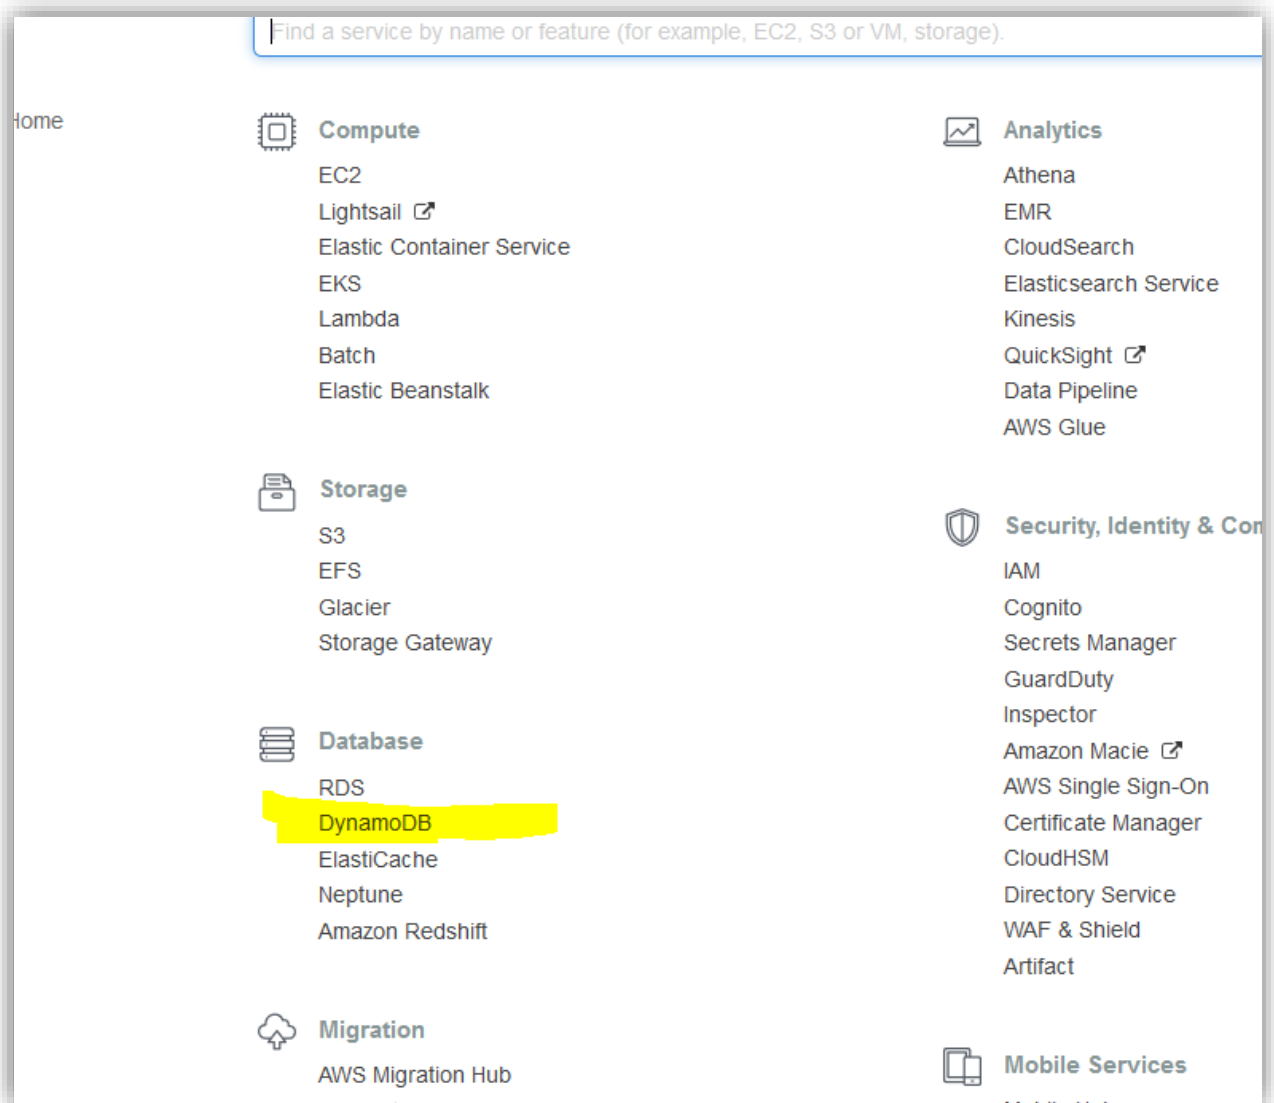 Find a service by name or feature (for example, EC2, S3 or VM, storage).
Home
Compute
EC2
Lightsail
Elastic Container Service
EKS
Lambda
Batch
Elastic Beanstalk
Storage
S3
EFS
Glacier
Storage Gateway
Database
RDS
DynamoDB
ElastiCache
Neptune
Amazon Redshift
Migration
AWS Migration Hub
Analytics
Athena
EMR
CloudSearch
Elasticsearch Service
Kinesis
QuickSight
Data Pipeline
AWS Glue
Security, Identity & Com
IAM
Cognito
Secrets Manager
GuardDuty
Inspector
Amazon Macie
AWS Single Sign-On
Certificate Manager
CloudHSM
Directory Service
WAF & Shield
Artifact
Mobile Services